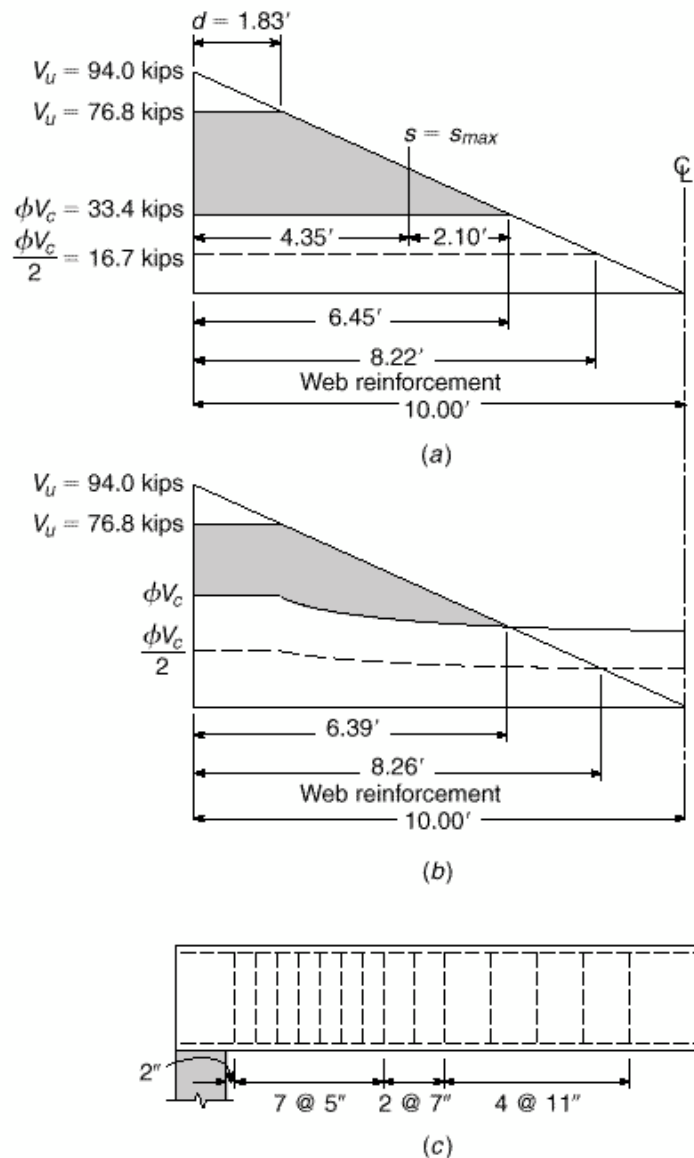 d = 1.83′
V_u = 94.0 kips
V_u = 76.8 kips
s = s_max
℄
ϕV_c = 33.4 kips
ϕV_c/2 = 16.7 kips
4.35′
2.10′
6.45′
8.22′
Web reinforcement
10.00′
(a)
V_u = 94.0 kips
V_u = 76.8 kips
ϕV_c
ϕV_c/2
6.39′
8.26′
Web reinforcement
10.00′
(b)
2″
7 @ 5″ 2 @ 7″ 4 @ 11″
(c)